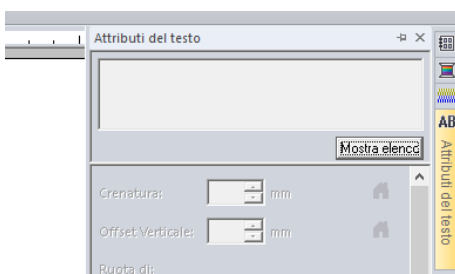 Attributi del testo
Mostra elenco
AB
Attributi del testo
Crenatura: mm
Offset Verticale: mm
Ruota di: